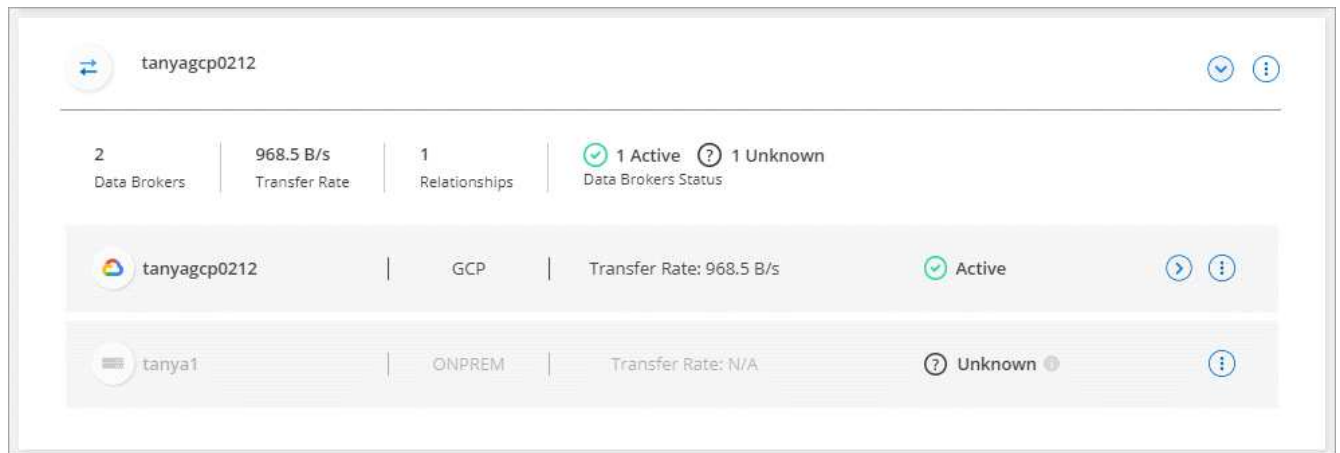 tanyagcp0212
2 968.5 B/s 1 1 Active 1 Unknown
Data Brokers Transfer Rate Relationships Data Brokers Status
tanyagcp0212 GCP Transfer Rate: 968.5 B/s Active
tanya1 ONPREM Transfer Rate: N/A Unknown